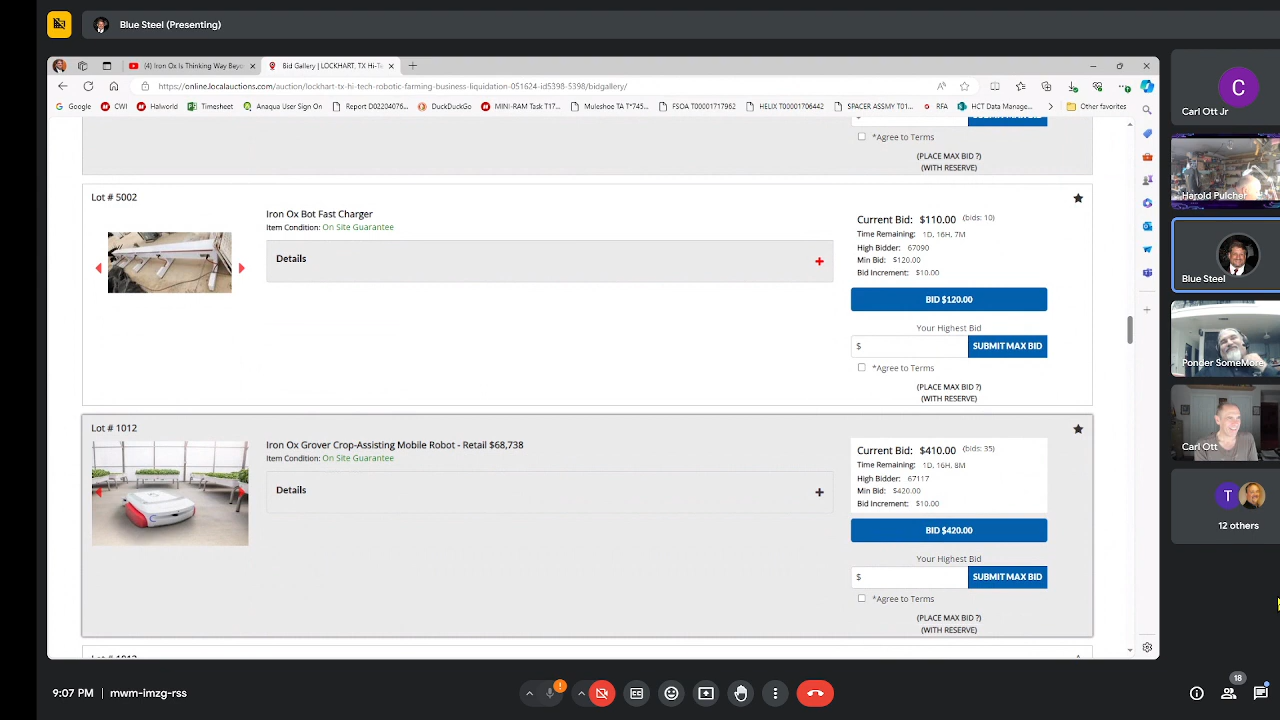 Blue Steel (Presenting)
(4) Iron Ox Is Thinking Way Bey
Bid Gallery | LOCKHART, TX Hi-Te
https://online.localauctions.com/auction/lockhart-tx-hi-tech-robotic-farming-business-liquidation-051624-id5398-5398/bidgallery/
Google CWI Halworld Timesheet Anaqua User Sign On Report D02204076... DuckDuckGo MINI-RAM Task 117... Muleshoe TA T*745... FSDA T00001717962 HELIX T00001706442 SPACER ASSMY T01... RFA HCT Data Manage... Other favorites
*Agree to Terms
(PLACE MAX BID ?)
(WITH RESERVE)
Lot # 5002
Iron Ox Bot Fast Charger
Item Condition: On Site Guarantee
Details
Current Bid: $110.00 (bids: 10)
Time Remaining: 1D, 16H, 7M
High Bidder: 67090
Min Bid: $120.00
Bid Increment: $10.00
BID $120.00
Your Highest Bid
$ SUBMIT MAX BID
*Agree to Terms
(PLACE MAX BID ?)
(WITH RESERVE)
Lot # 1012
Iron Ox Grover Crop-Assisting Mobile Robot - Retail $68,738
Item Condition: On Site Guarantee
Details
Current Bid: $410.00 (bids: 35)
Time Remaining: 1D, 16H, 8M
High Bidder: 67117
Min Bid: $420.00
Bid Increment: $10.00
BID $420.00
Your Highest Bid
$ SUBMIT MAX BID
*Agree to Terms
(PLACE MAX BID ?)
(WITH RESERVE)
C
Carl Ott Jr
Harold Pulcher
Blue Steel
Ponder SomeMore
Carl Ott
T
12 others
9:07 PM | mwm-imzg-rss
18